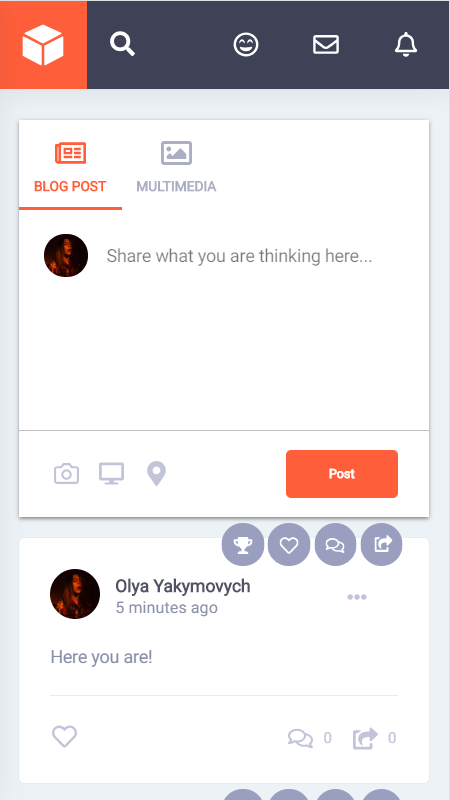 BLOG POST
MULTIMEDIA
Share what you are thinking here...
Post
Olya Yakymovych
5 minutes ago
Here you are!
0
0